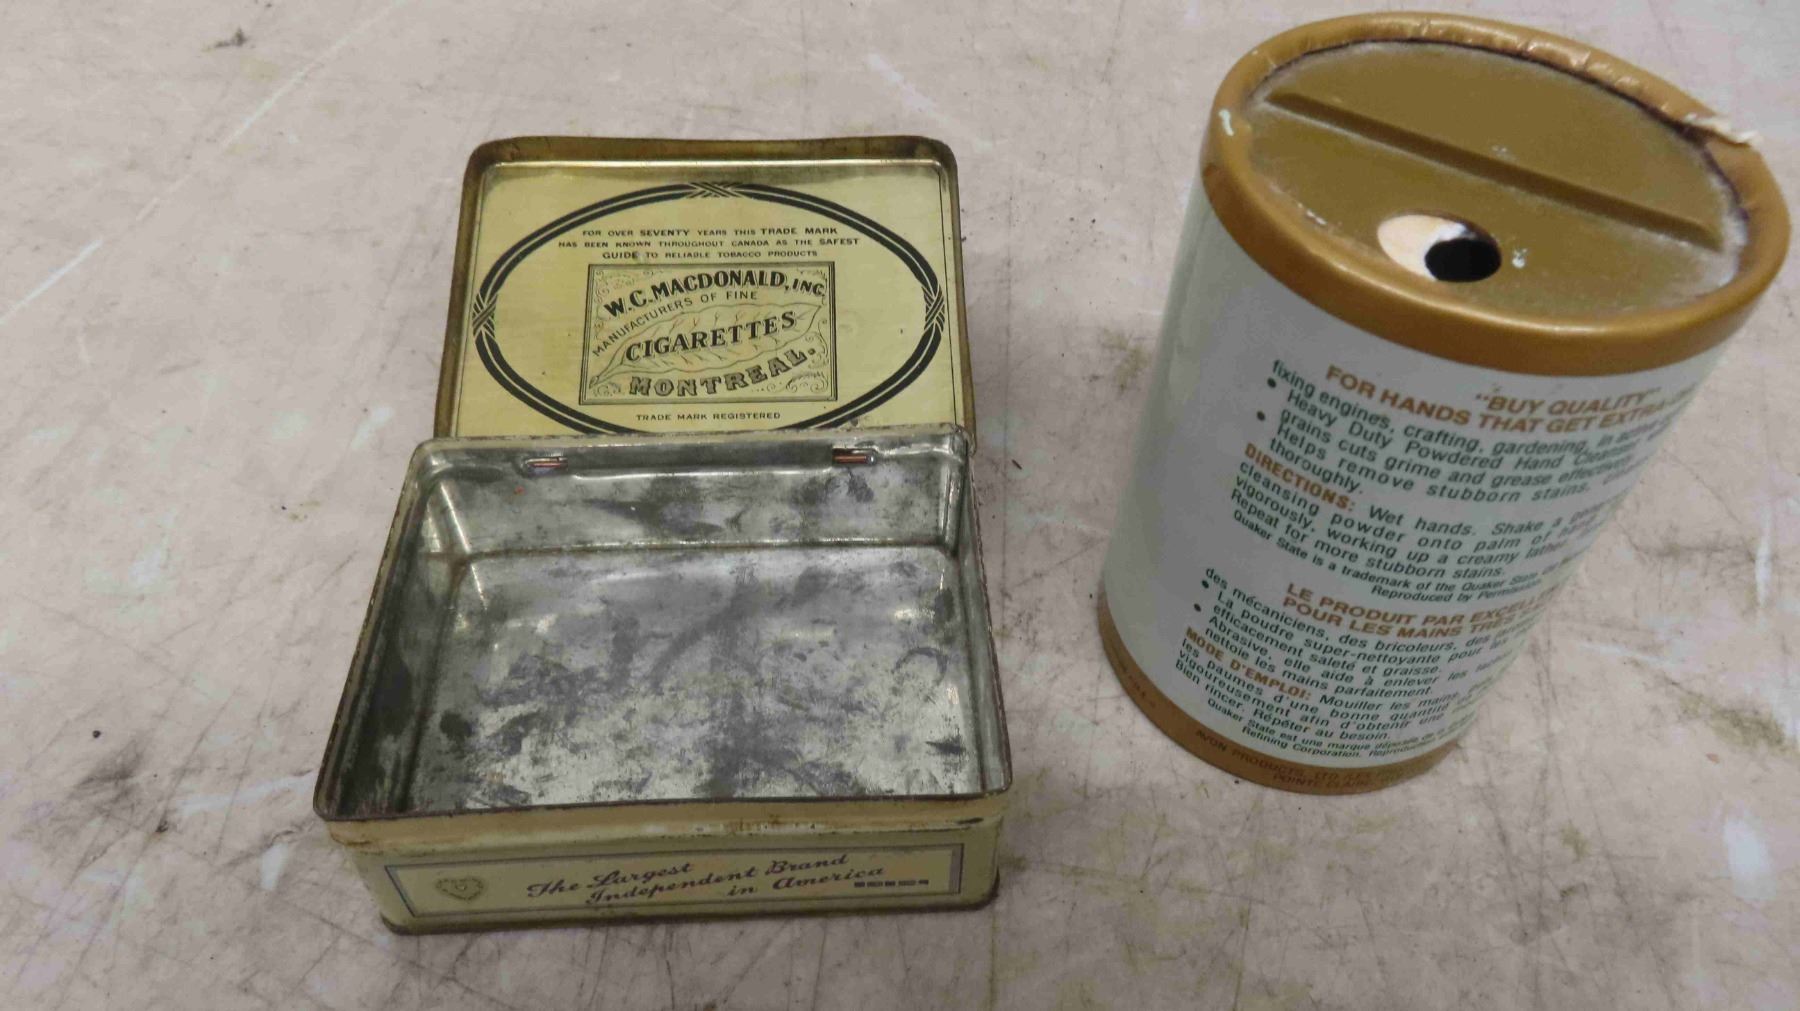 FOR OVER SEVENTY YEARS THIS TRADE MARK
HAS BEEN KNOWN THROUGHOUT CANADA AS THE SAFEST
GUIDE TO RELIABLE TOBACCO PRODUCTS
W.C. MACDONALD, INC.
MANUFACTURERS OF FINE
CIGARETTES
MONTREAL.
TRADE MARK REGISTERED
The Largest
Independent Brand
in America
"BUY QUALITY"
FOR HANDS THAT GET EXTRA
fixing engines, crafting, gardening, in
• Heavy Duty Powdered Hand
grains cuts grime and grease
• Helps remove stubborn stains,
thoroughly.
DIRECTIONS: Wet hands. Shake a
cleansing powder onto palm of
vigorously, working up a creamy
Repeat for more stubborn stains.
Quaker State is a trademark of the Quaker State
Reproduced by Permission
LE PRODUIT PAR
POUR LES MAINS TRÈS
des mécaniciens, des bricoleurs, des
• La poudre super-nettoyante pour
efficacement saleté et graisse.
• Abrasive, elle aide à enlever les
nettoie les mains parfaitement.
MODE D'EMPLOI: Mouiller les mains,
les paumes d'une bonne quantité
vigoureusement afin d'obtenir une
Bien rincer. Répéter au besoin.
Quaker State est une marque déposée de
Refining Corporation.
AVON PRODUCTS, LTD
POINTE CLAIRE